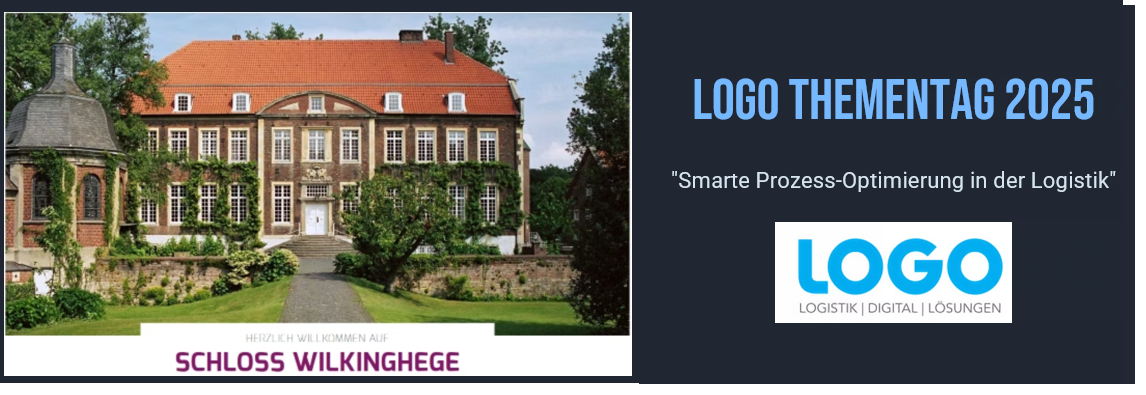 HERZLICH WILLKOMMEN AUF
SCHLOSS WILKINGHEGE
LOGO THEMENTAG 2025
"Smarte Prozess-Optimierung in der Logistik"
LOGO
LOGISTIK | DIGITAL | LÖSUNGEN